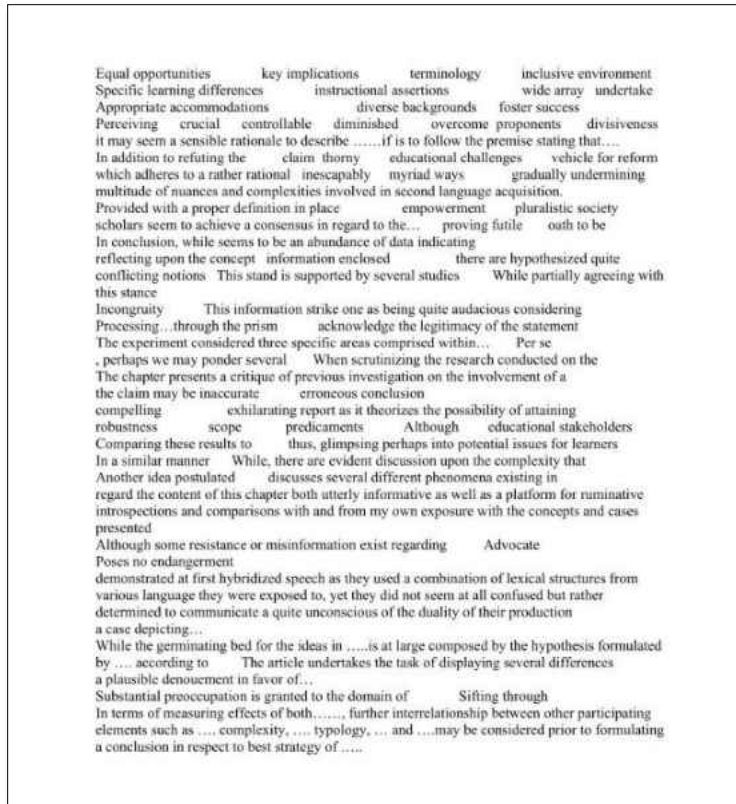 Equal opportunities key implications terminology inclusive environment
Specific learning differences instructional assertions wide array undertake
Appropriate accommodations diverse backgrounds foster success
Perceiving crucial controllable diminished overcome proponents divisiveness
it may seem a sensible rationale to describe ……if is to follow the premise stating that….
In addition to refuting the claim thorny educational challenges vehicle for reform
which adheres to a rather rational inescapably myriad ways gradually undermining
multitude of nuances and complexities involved in second language acquisition.
Provided with a proper definition in place empowerment pluralistic society
scholars seem to achieve a consensus in regard to the… proving futile oath to be
In conclusion, while seems to be an abundance of data indicating
reflecting upon the concept information enclosed there are hypothesized quite
conflicting notions This stand is supported by several studies While partially agreeing with
this stance
Incongruity This information strike one as being quite audacious considering
Processing…through the prism acknowledge the legitimacy of the statement
The experiment considered three specific areas comprised within… Per se
, perhaps we may ponder several When scrutinizing the research conducted on the
The chapter presents a critique of previous investigation on the involvement of a
the claim may be inaccurate erroneous conclusion
compelling exhilarating report as it theorizes the possibility of attaining
robustness scope predicaments Although educational stakeholders
Comparing these results to thus, glimpsing perhaps into potential issues for learners
In a similar manner While, there are evident discussion upon the complexity that
Another idea postulated discusses several different phenomena existing in
regard the content of this chapter both utterly informative as well as a platform for ruminative
introspections and comparisons with and from my own exposure with the concepts and cases
presented
Although some resistance or misinformation exist regarding Advocate
Poses no endangerment
demonstrated at first hybridized speech as they used a combination of lexical structures from
various language they were exposed to, yet they did not seem at all confused but rather
determined to communicate a quite unconscious of the duality of their production
a case depicting…
While the germinating bed for the ideas in …..is at large composed by the hypothesis formulated
by …. according to The article undertakes the task of displaying several differences
a plausible denouement in favor of…
Substantial preoccupation is granted to the domain of Sifting through
In terms of measuring effects of both……, further interrelationship between other participating
elements such as …. complexity, …. typology, … and ….may be considered prior to formulating
a conclusion in respect to best strategy of …..